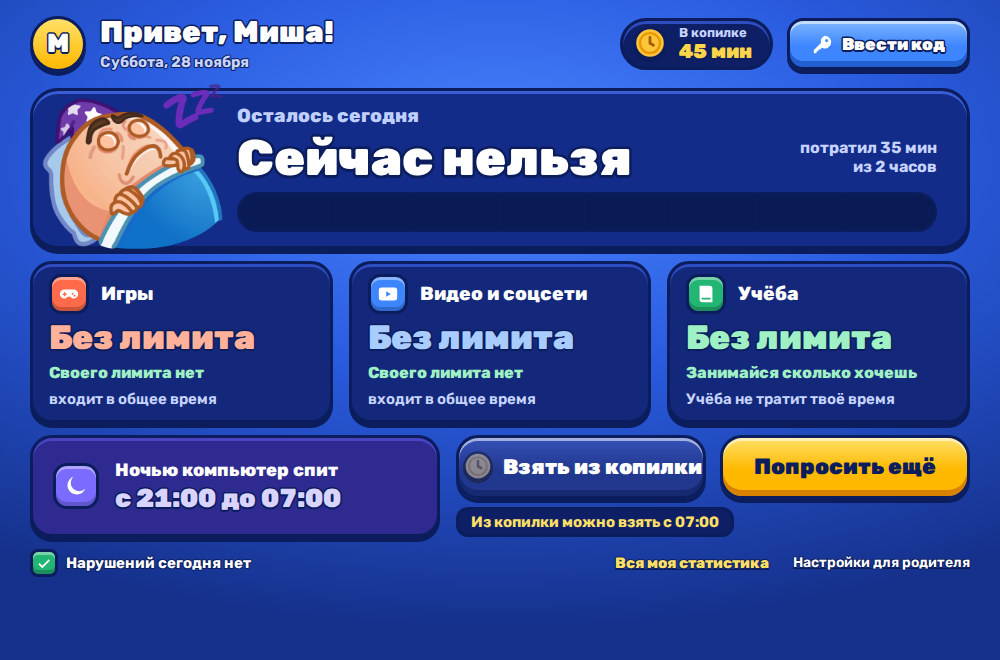 М
Привет, Миша!
Суббота, 28 ноября
В копилке
45 мин
Ввести код
ZZZ
Осталось сегодня
Сейчас нельзя
потратил 35 мин
из 2 часов
Игры
Без лимита
Своего лимита нет
входит в общее время
Видео и соцсети
Без лимита
Своего лимита нет
входит в общее время
Учёба
Без лимита
Занимайся сколько хочешь
Учёба не тратит твоё время
Ночью компьютер спит
с 21:00 до 07:00
Взять из копилки
Попросить ещё
Из копилки можно взять с 07:00
Нарушений сегодня нет
Вся моя статистика
Настройки для родителя